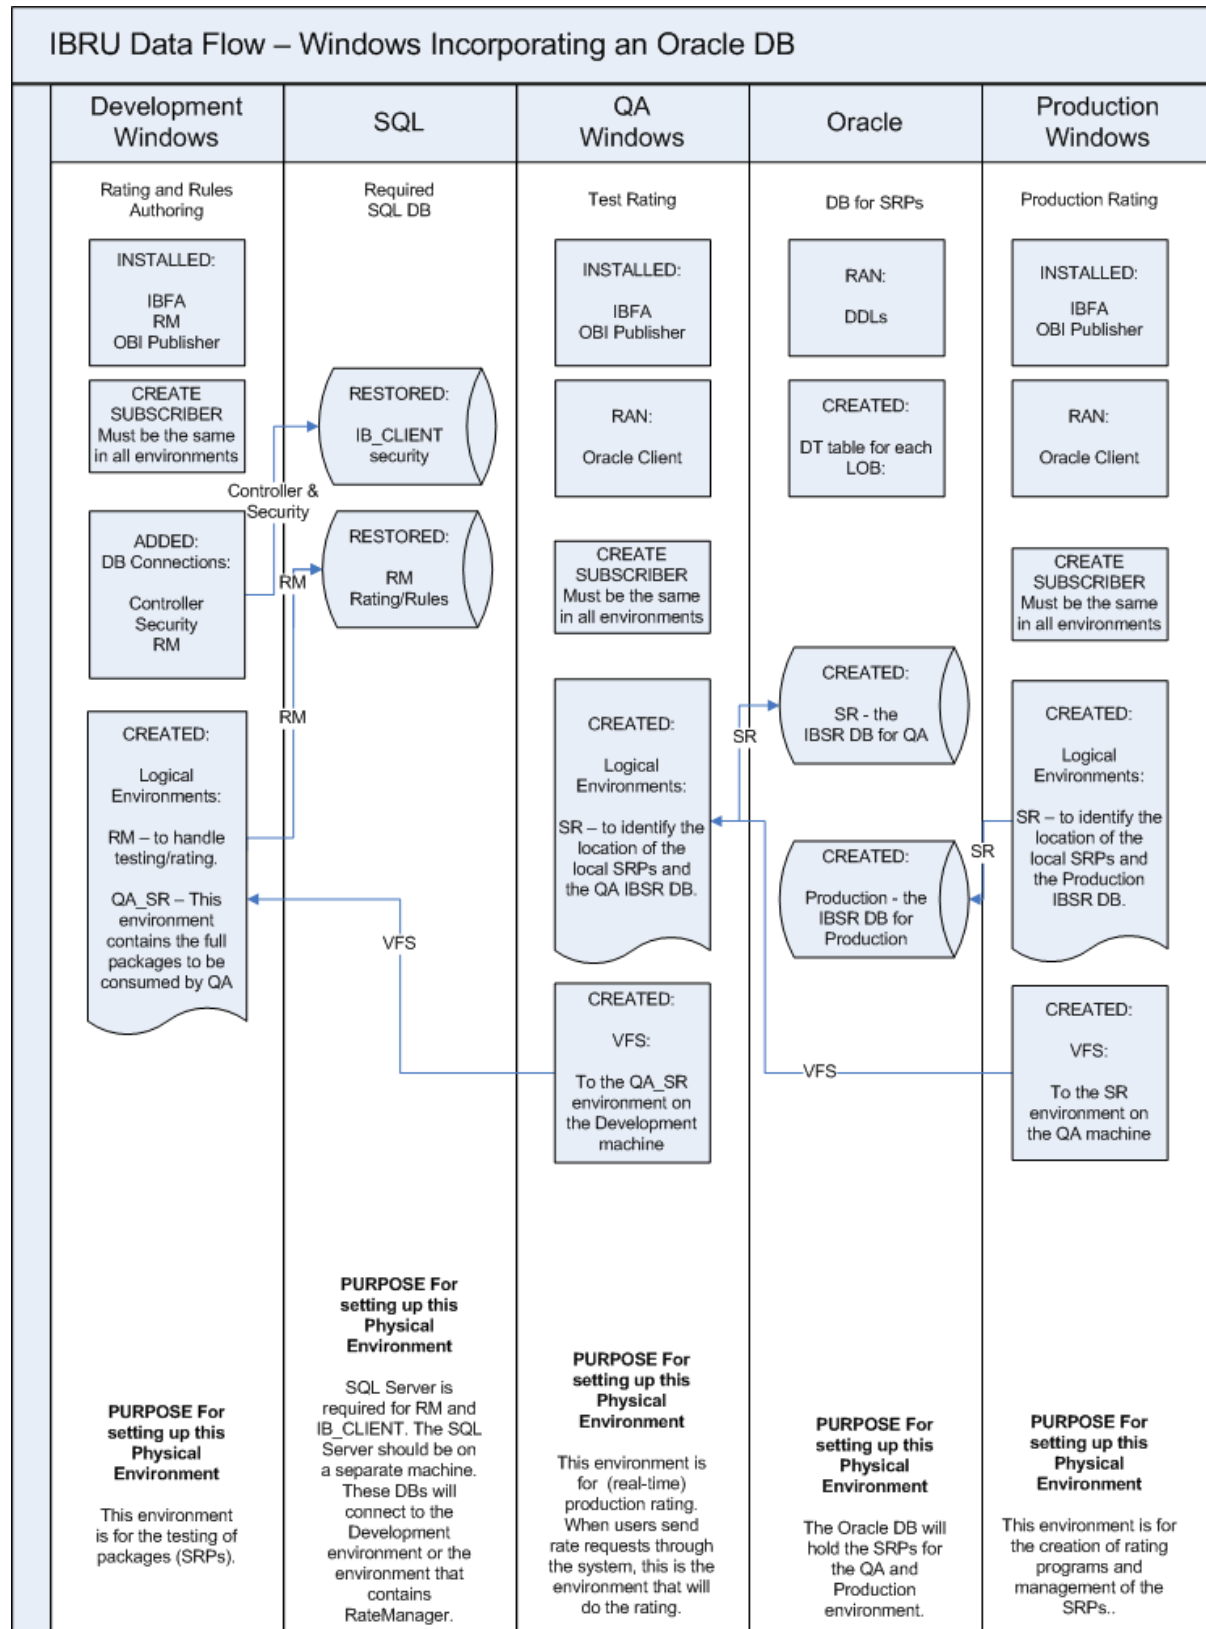 IBRU Data Flow – Windows Incorporating an Oracle DB
Development
Windows
SQL
QA
Windows
Oracle
Production
Windows
Rating and Rules
Authoring
Required
SQL DB
Test Rating
DB for SRPs
Production Rating
INSTALLED:
IBFA
RM
OBI Publisher
CREATE
SUBSCRIBER
Must be the same
in all environments
ADDED:
DB Connections:
Controller
Security
RM
CREATED:
Logical
Environments:
RM – to handle
testing/rating.
QA_SR – This
environment
contains the full
packages to be
consumed by QA
Controller &
Security
RM
RM
VFS
RESTORED:
IB_CLIENT
security
RESTORED:
RM
Rating/Rules
INSTALLED:
IBFA
OBI Publisher
RAN:
Oracle Client
CREATE
SUBSCRIBER
Must be the same
in all environments
CREATED:
Logical
Environments:
SR – to identify the
location of the
local SRPs and
the QA IBSR DB.
CREATED:
VFS:
To the QA_SR
environment on
the Development
machine
SR
RAN:
DDLs
CREATED:
DT table for each
LOB:
CREATED:
SR - the
IBSR DB for QA
CREATED:
Production - the
IBSR DB for
Production
SR
VFS
INSTALLED:
IBFA
OBI Publisher
RAN:
Oracle Client
CREATE
SUBSCRIBER
Must be the same
in all environments
CREATED:
Logical
Environments:
SR – to identify the
location of the
local SRPs and
the Production
IBSR DB.
CREATED:
VFS:
To the SR
environment on
the QA machine
PURPOSE For
setting up this
Physical
Environment
This environment
is for the testing of
packages (SRPs).
PURPOSE For
setting up this
Physical
Environment
SQL Server is
required for RM and
IB_CLIENT. The SQL
Server should be on
a separate machine.
These DBs will
connect to the
Development
environment or the
environment that
contains
RateManager.
PURPOSE For
setting up this
Physical
Environment
This environment is
for (real-time)
production rating.
When users send
rate requests through
the system, this is the
environment that will
do the rating.
PURPOSE For
setting up this
Physical
Environment
The Oracle DB will
hold the SRPs for
the QA and
Production
environment.
PURPOSE For
setting up this
Physical
Environment
This environment is for
the creation of rating
programs and
management of the
SRPs..